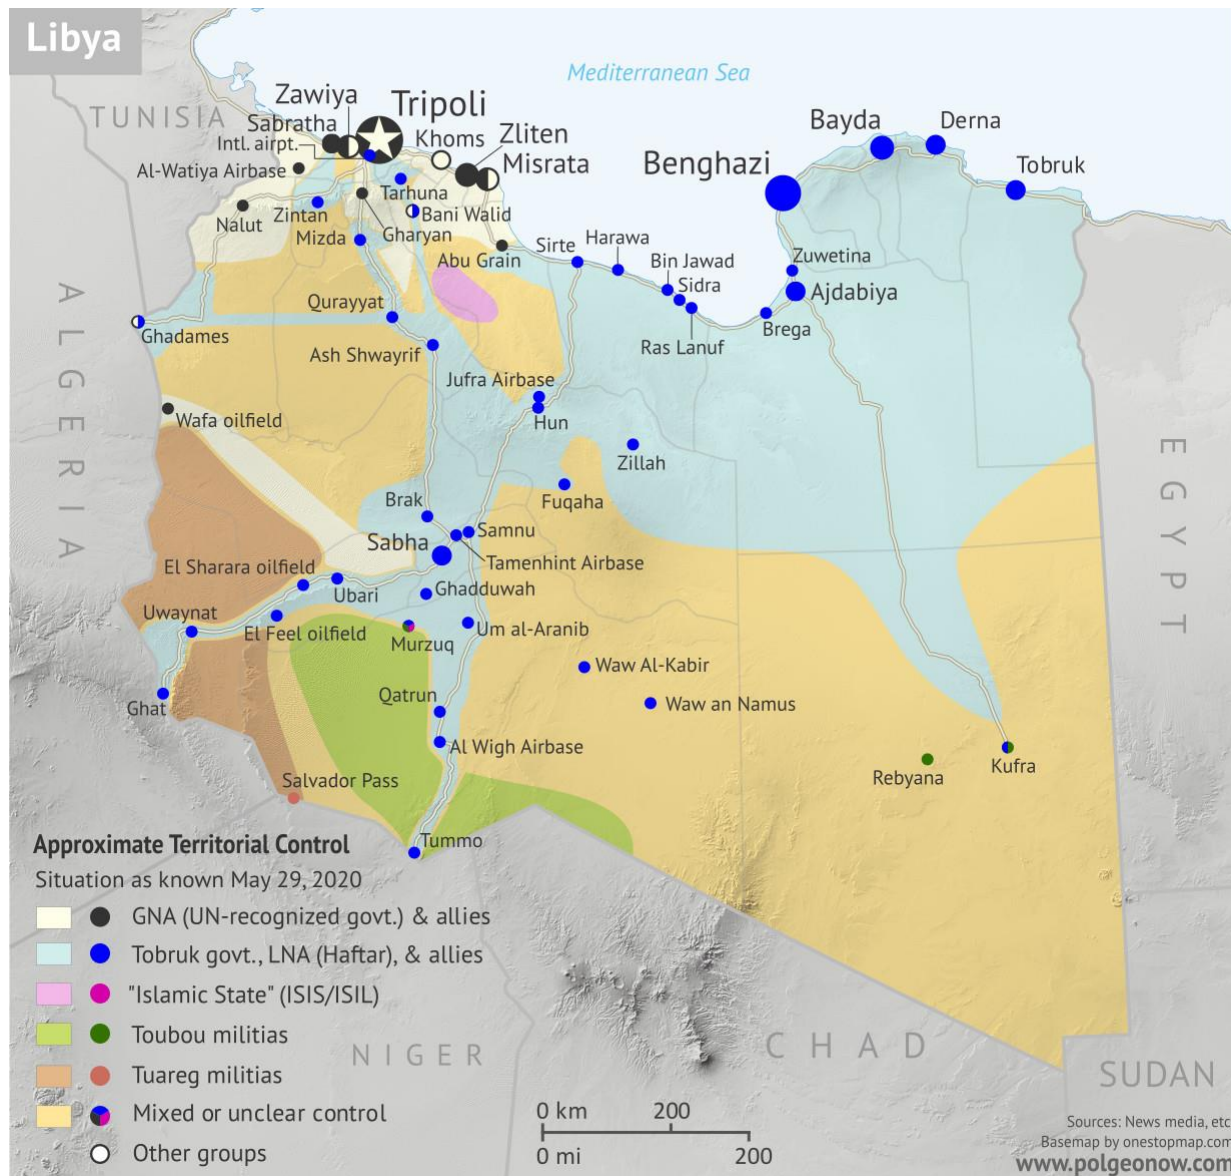 Libya
Mediterranean Sea
TUNISIA
Zawiya
Tripoli
Sabratha
Khoms
Zliten
Intl. airpt.
Misrata
Al-Watiya Airbase
Tarhuna
Bani Walid
Zintan
Nalut
Mizda
Gharyan
Abu Grain
Bayda
Derna
Benghazi
Tobruk
Sirte
Harawa
Bin Jawad
Sidra
Zuwetina
Ajdabiya
Brega
Ras Lanuf
Qurayyat
Ghadames
Ash Shwayrif
Jufra Airbase
Hun
ALGERIA
Wafa oilfield
Zillah
EGYPT
Fuqaha
Brak
Samnu
Sabha
Tamenhint Airbase
El Sharara oilfield
Ubari
Ghadduwah
Uwaynat
El Feel oilfield
Murzuq
Um al-Aranib
Waw Al-Kabir
Ghat
Qatrun
Waw an Namus
Al Wigh Airbase
Rebyana
Kufra
Salvador Pass
Tummo
Approximate Territorial Control
Situation as known May 29, 2020
GNA (UN-recognized govt.) & allies
Tobruk govt., LNA (Haftar), & allies
"Islamic State" (ISIS/ISIL)
Toubou militias
Tuareg militias
Mixed or unclear control
Other groups
NIGER
CHAD
SUDAN
0 km 200
0 mi 200
Sources: News media, etc
Basemap by onestopmap.com
www.polgeonow.com